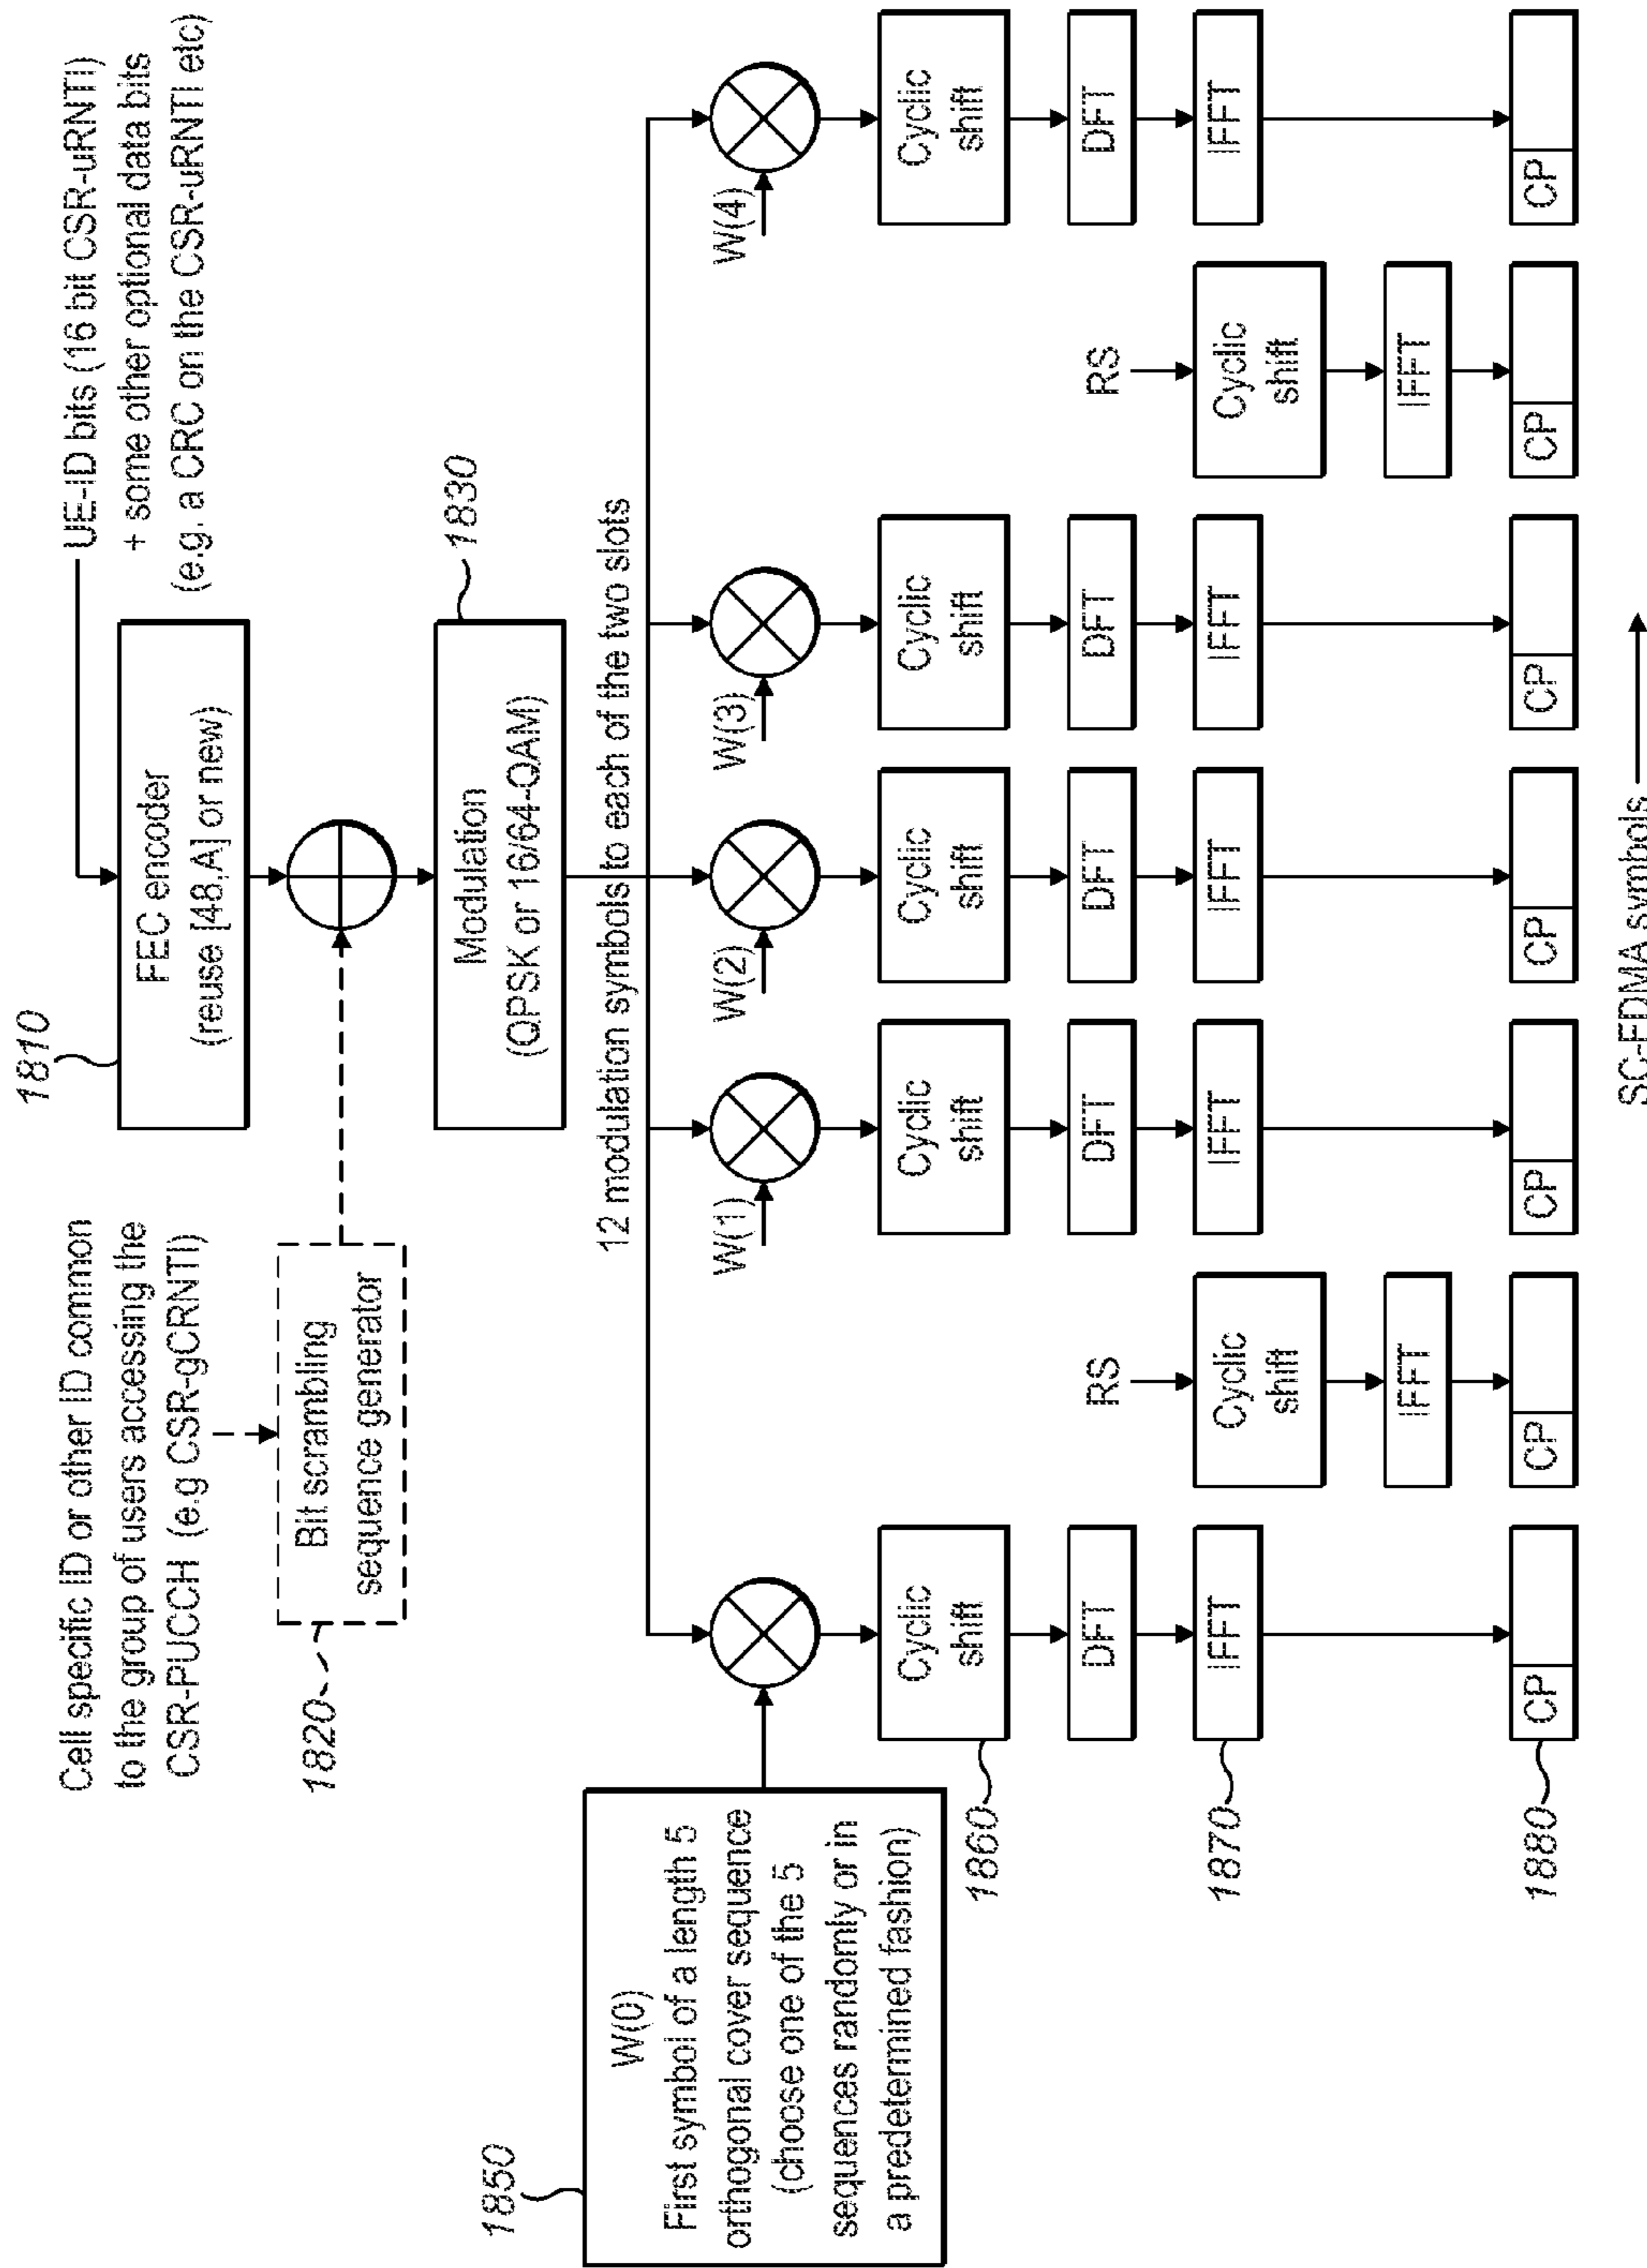 Cell specific ID or other ID common
to the group of users accessing the
CSR-PUCCH (e.g CSR-gCRNTI)
1820
Bit scrambling
sequence generator
1810
FEC encoder
(reuse [48,A] or new)
UE-ID bits (16 bit CSR-uRNTI)
+ some other optional data bits
(e.g. a CRC on the CSR-uRNTI etc)
Modulation
(QPSK or 16/64-QAM)
1830
12 modulation symbols to each of the two slots
1850
W(0)
First symbol of a length 5
orthogonal cover sequence
(choose one of the 5
sequences randomly or in
a predetermined fashion)
W(1)
W(2)
W(3)
W(4)
1860
Cyclic
shift
Cyclic
shift
Cyclic
shift
Cyclic
shift
Cyclic
shift
DFT
RS
DFT
DFT
DFT
RS
DFT
1870
IFFT
Cyclic
shift
IFFT
IFFT
IFFT
Cyclic
shift
IFFT
IFFT
IFFT
1880
CP
CP
CP
CP
CP
CP
CP
SC-FDMA symbols